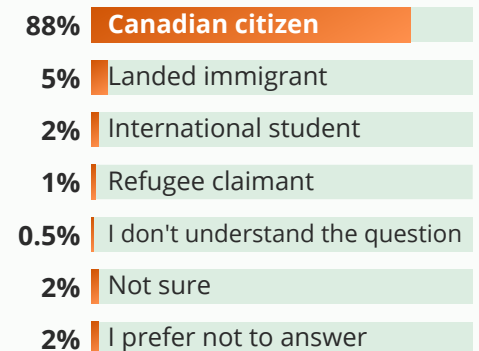 88% Canadian citizen
5% Landed immigrant
2% International student
1% Refugee claimant
0.5% I don't understand the question
2% Not sure
2% I prefer not to answer